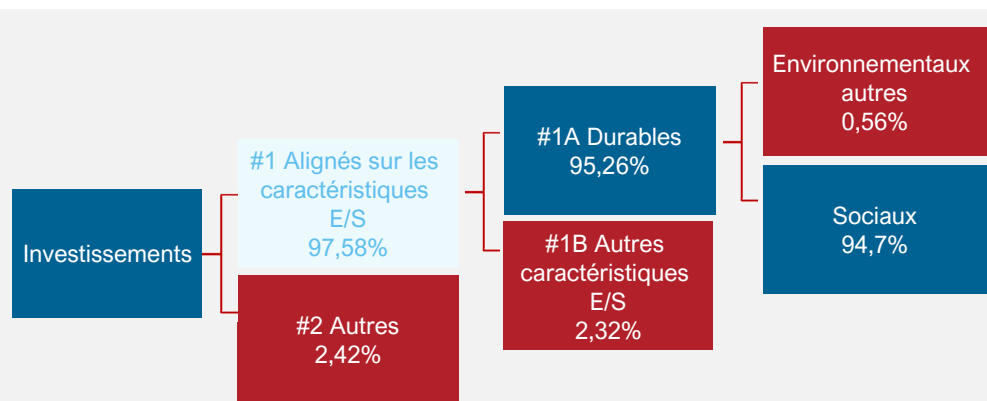 Investissements
#1 Alignés sur les
caractéristiques
E/S
97,58%
#2 Autres
2,42%
#1A Durables
95,26%
#1B Autres
caractéristiques
E/S
2,32%
Environnementaux
autres
0,56%
Sociaux
94,7%